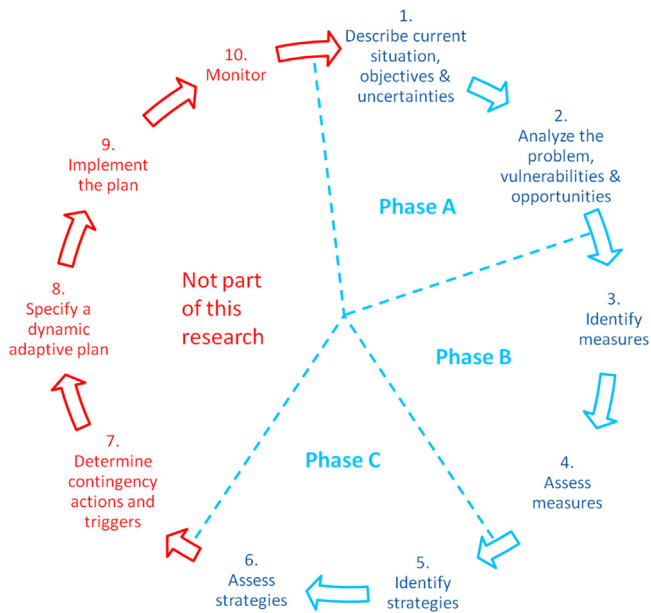 1.
Describe current
situation,
objectives &
uncertainties
2.
Analyze the
problem,
vulnerabilities &
opportunities
3.
Identify
measures
4.
Assess
measures
5.
Identify
strategies
6.
Assess
strategies
7.
Determine
contingency
actions and
triggers
8.
Specify a
dynamic
adaptive plan
9.
Implement
the plan
10.
Monitor
Phase A
Phase B
Phase C
Not part
of this
research